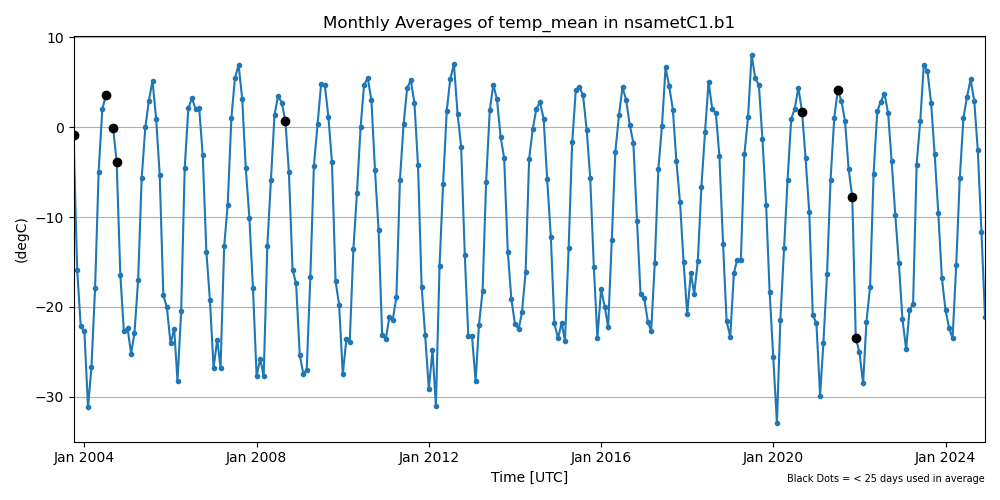 Monthly Averages of temp_mean in nsametC1.b1
10
0
−10
−20
−30
(degC)
Jan 2004
Jan 2008
Jan 2012
Jan 2016
Jan 2020
Jan 2024
Time [UTC]
Black Dots = < 25 days used in average